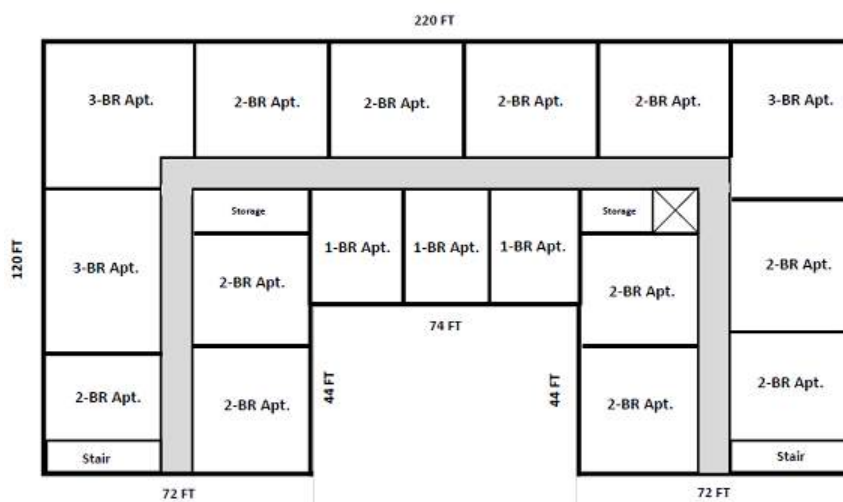 220 FT
3-BR Apt.
2-BR Apt.
2-BR Apt.
2-BR Apt.
2-BR Apt.
3-BR Apt.
120 FT
Storage
Storage
1-BR Apt.
1-BR Apt.
1-BR Apt.
3-BR Apt.
2-BR Apt.
2-BR Apt.
2-BR Apt.
74 FT
44 FT
44 FT
2-BR Apt.
2-BR Apt.
2-BR Apt.
2-BR Apt.
Stair
Stair
72 FT
72 FT